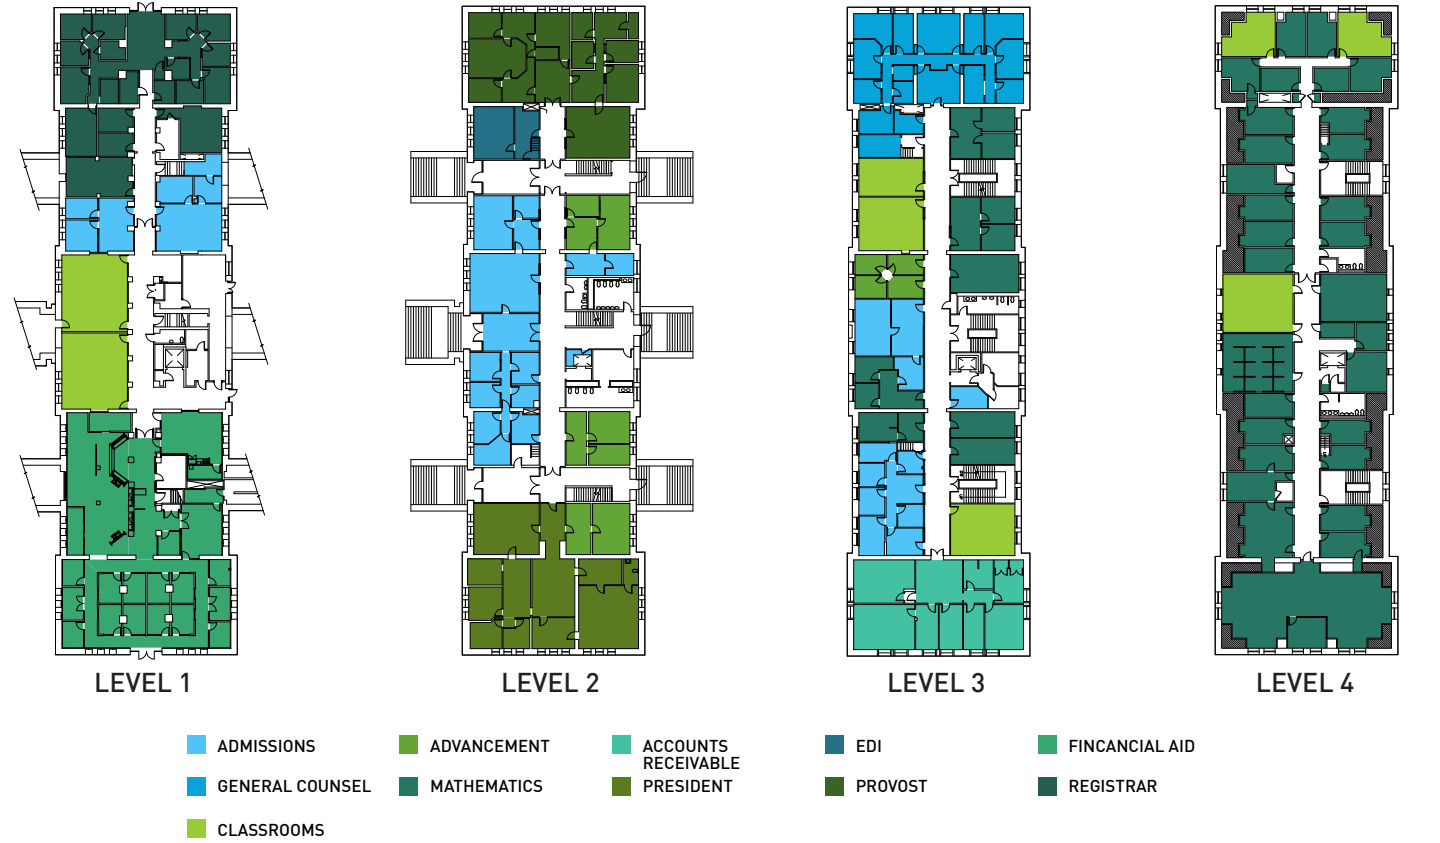 LEVEL 1
LEVEL 2
LEVEL 3
LEVEL 4
ADMISSIONS
ADVANCEMENT
ACCOUNTS
RECEIVABLE
EDI
FINCANCIAL AID
GENERAL COUNSEL
MATHEMATICS
PRESIDENT
PROVOST
REGISTRAR
CLASSROOMS